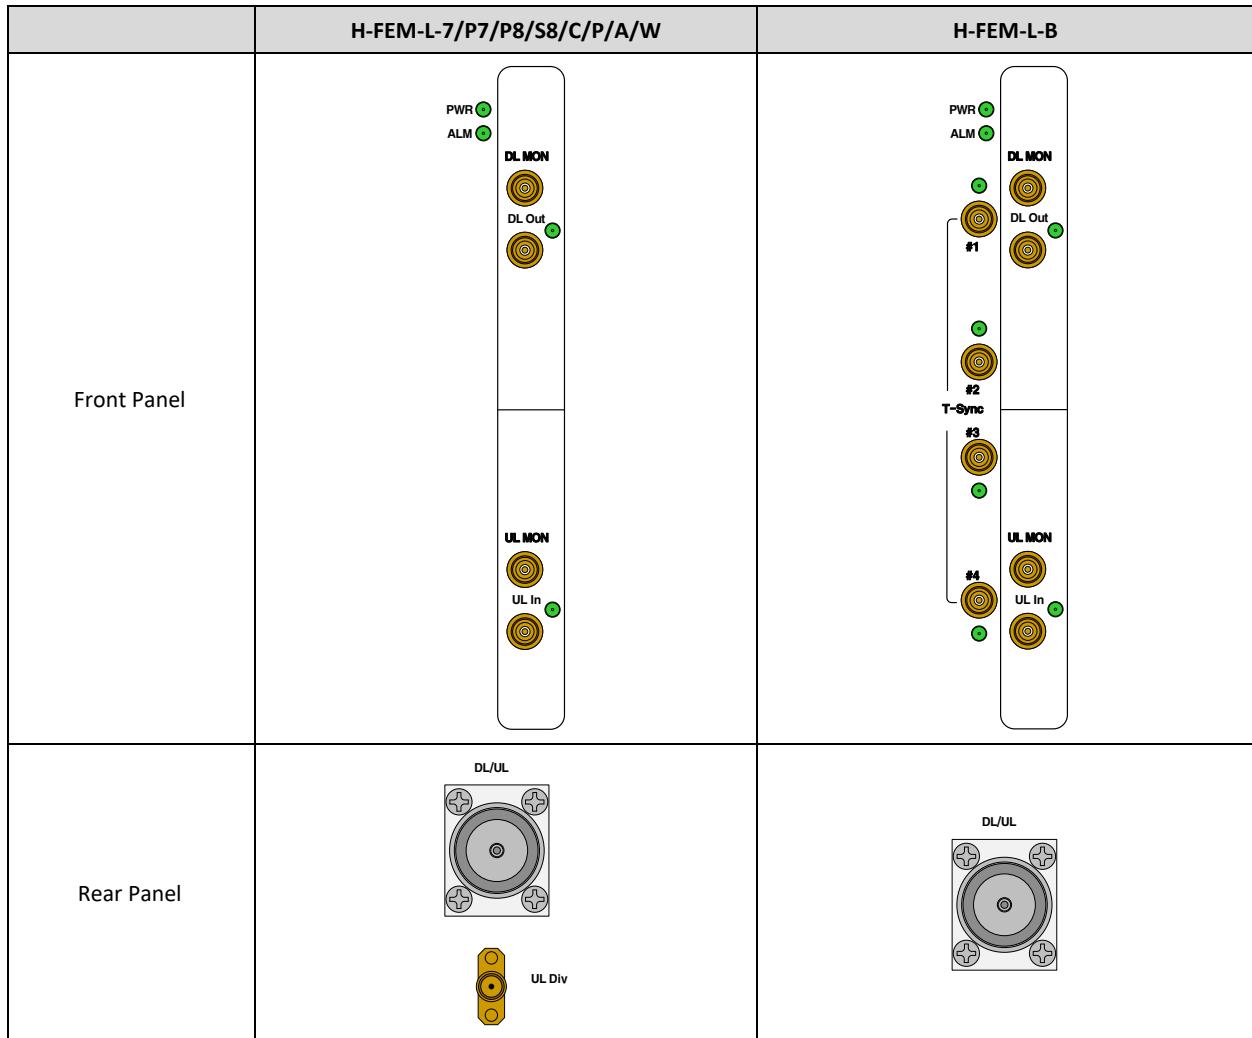 H-FEM-L-7/P7/P8/S8/C/P/A/W
H-FEM-L-B
Front Panel
PWR
ALM
DL MON
DL Out
UL MON
UL In
PWR
ALM
DL MON
DL Out
#1
#2
T-Sync
#3
UL MON
#4
UL In
Rear Panel
DL/UL
UL Div
DL/UL